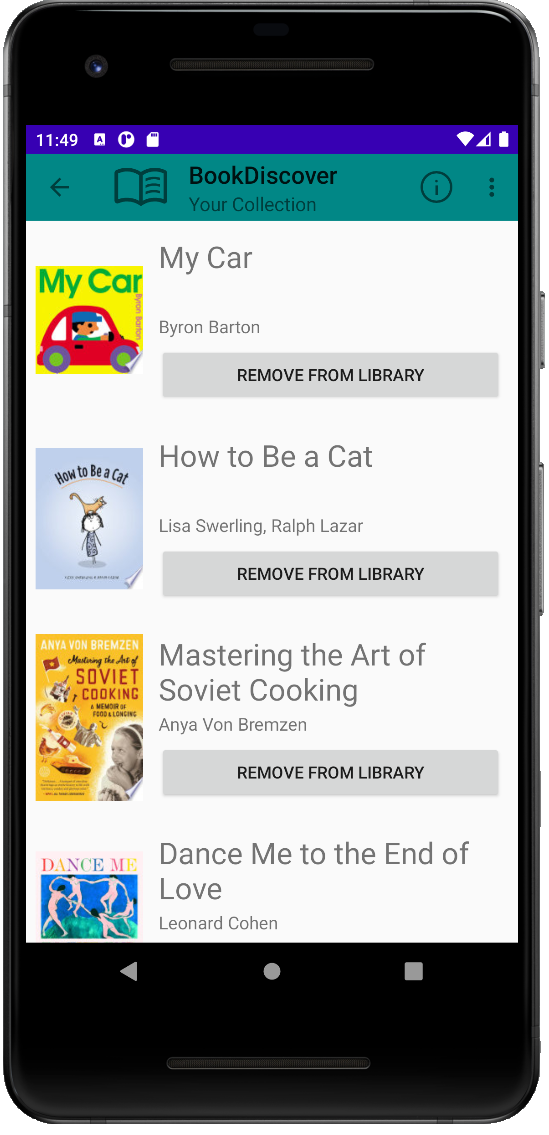 11:49
BookDiscover
Your Collection
My Car
My Car
Byron Barton
Byron Barton
REMOVE FROM LIBRARY
How to Be a Cat
How to Be a Cat
Lisa Swerling, Ralph Lazar
REMOVE FROM LIBRARY
ANYA VON BREMZEN
Mastering the Art of
SOVIET
COOKING
A MEMOIR OF
FOOD & LONGING
Mastering the Art of
Soviet Cooking
Anya Von Bremzen
REMOVE FROM LIBRARY
DANCE ME
Dance Me to the End of
Love
Leonard Cohen